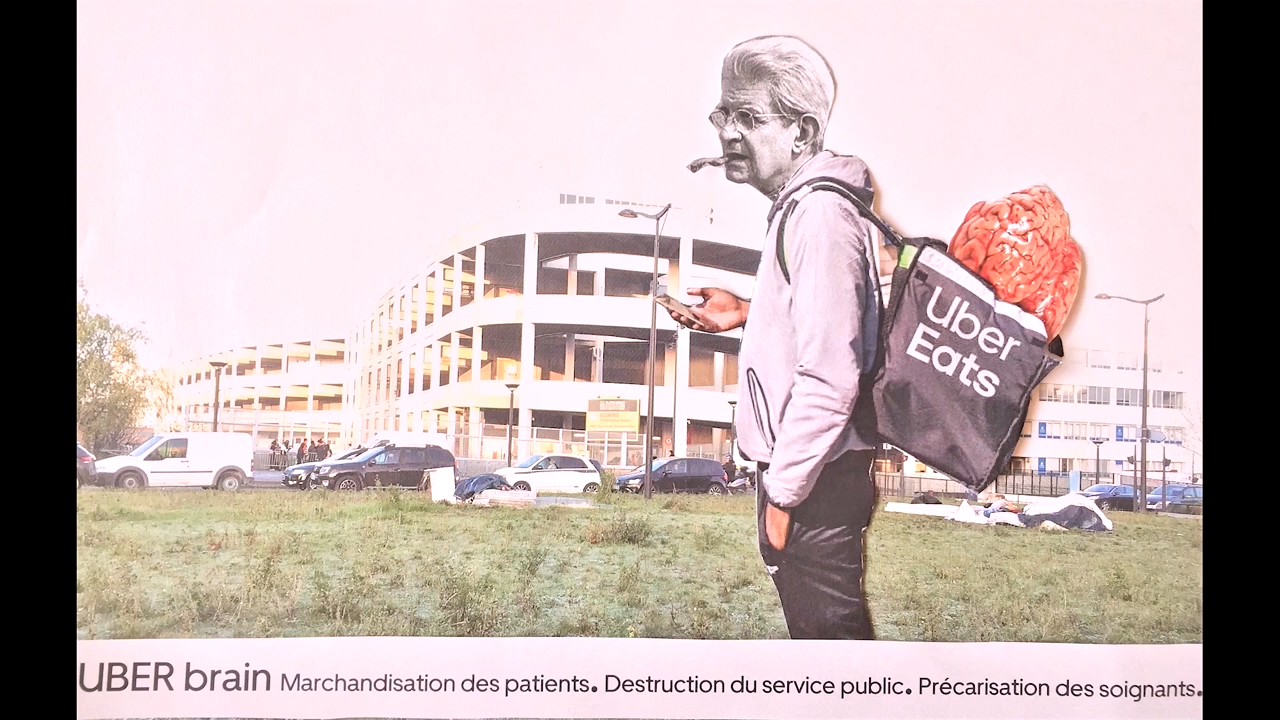 Uber
Eats
UBER brain Marchandisation des patients. Destruction du service public. Précarisation des soignants.